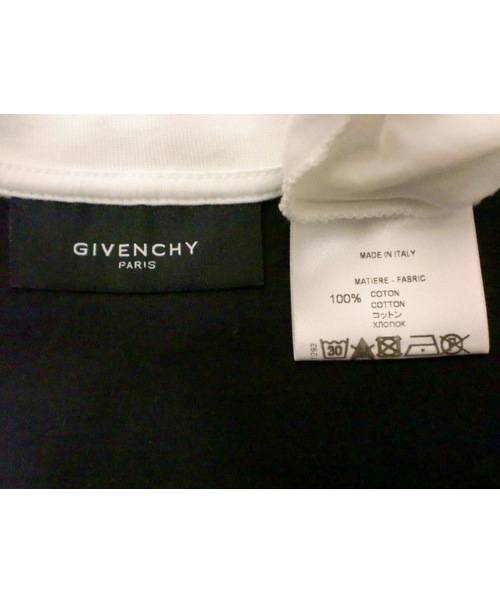 GIVENCHY
PARIS
MADE IN ITALY
MATIERE - FABRIC
100% COTON
COTTON
コットン
ХЛОПОК
30